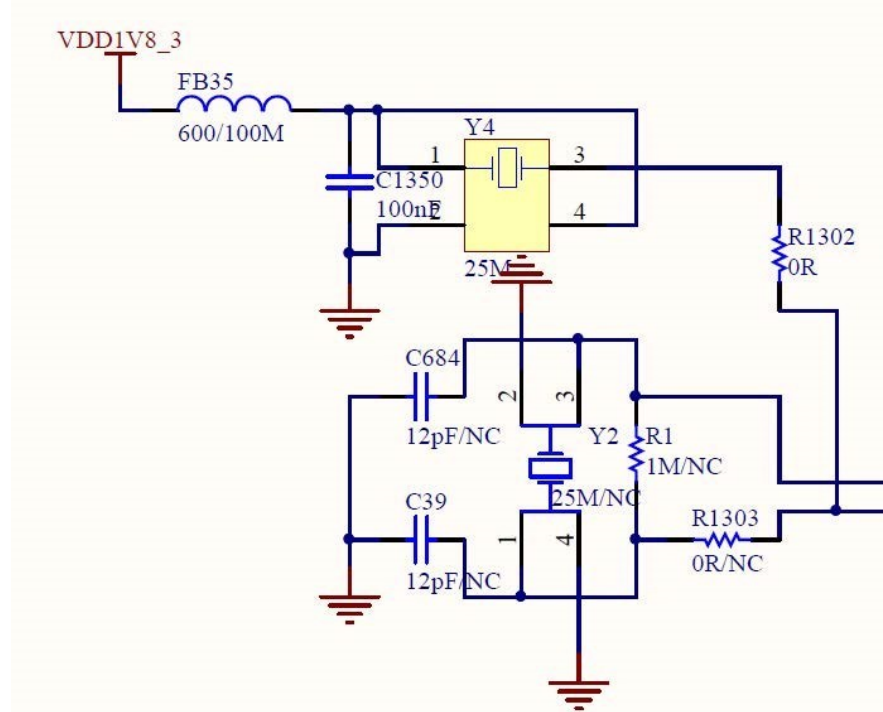 VDD1V8_3
FB35
600/100M
Y4
1
3
C1350
100nF
2
4
25M
R1302
0R
C684
12pF/NC
2
3
Y2
R1
1M/NC
25M/NC
C39
12pF/NC
1
4
R1303
0R/NC